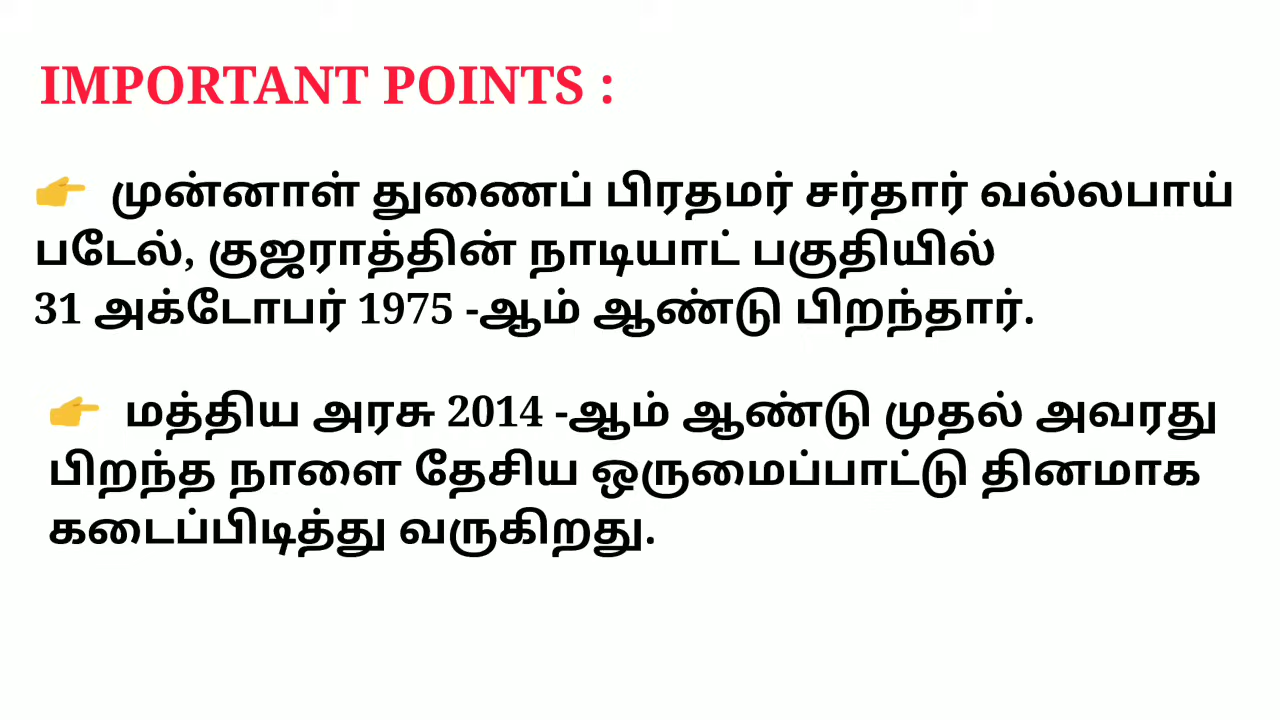 IMPORTANT POINTS :
👉 முன்னாள் துணைப் பிரதமர் சர்தார் வல்லபாய்
படேல், குஜராத்தின் நாடியாட் பகுதியில்
31 அக்டோபர் 1975 -ஆம் ஆண்டு பிறந்தார்.
👉 மத்திய அரசு 2014 -ஆம் ஆண்டு முதல் அவரது
பிறந்த நாளை தேசிய ஒருமைப்பாட்டு தினமாக
கடைப்பிடித்து வருகிறது.